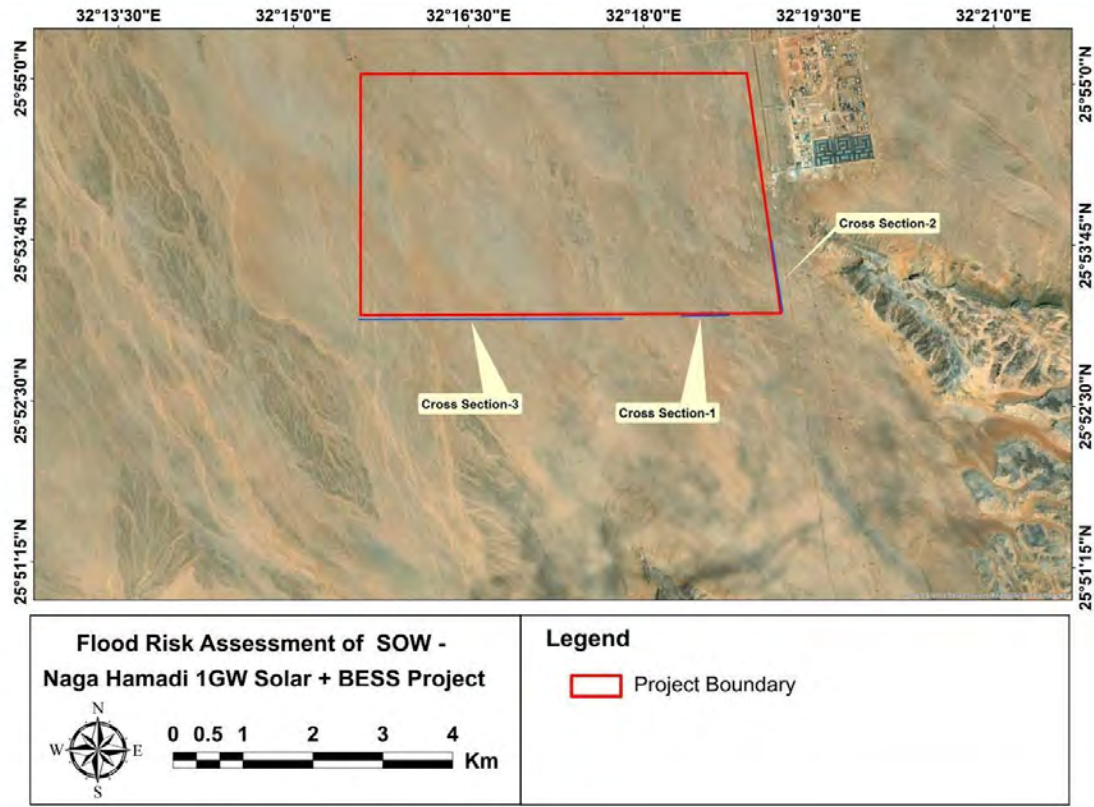 32°13'30"E 32°15'0"E 32°16'30"E 32°18'0"E 32°19'30"E 32°21'0"E
25°55'0"N 25°55'0"N
25°53'45"N 25°53'45"N
Cross Section-2
25°52'30"N 25°52'30"N
Cross Section-3
Cross Section-1
25°51'15"N 25°51'15"N
Flood Risk Assessment of SOW -
Naga Hamadi 1GW Solar + BESS Project
N
W E
S
0 0.5 1 2 3 4
Km
Legend
Project Boundary